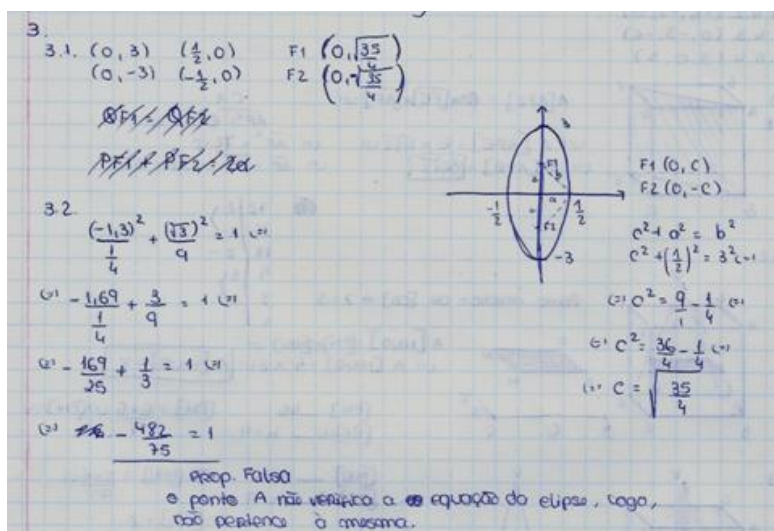 3.
3.1. (0, 3) (1/2, 0) F1 (0, √35/4)
(0, -3) (-1/2, 0) F2 (0, -√35/4)
3
F1
b
a
F2
-1/2
1/2
-3
F1 (0, C)
F2 (0, -C)
c² + a² = b²
c² + (1/2)² = 3² (=)
(=) c² = 9/1 - 1/4 (=)
(=) c² = 36/4 - 1/4 (=)
(=) C = √35/4
3.2
(-1,3)²/(1/4) + (√3)²/9 = 1 (=)
(=) - 1,69/(1/4) + 3/9 = 1 (=)
(=) - 169/25 + 1/3 = 1 (=)
(=) - 482/75 = 1
Prop. Falsa
o ponto A não verifica a equação da elipse, logo,
não pertence à mesma.